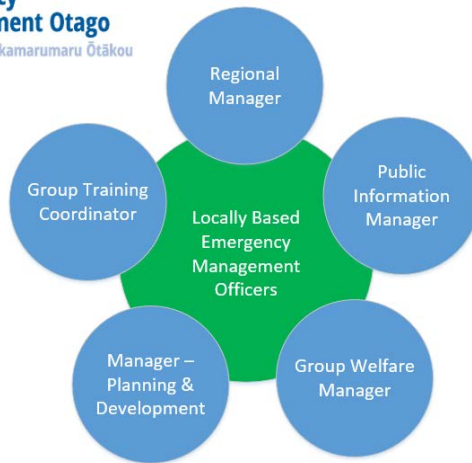 ment Otago
kamarumaru Ōtākou
Regional
Manager
Public
Information
Manager
Group Training
Coordinator
Locally Based
Emergency
Management
Officers
Manager –
Planning &
Development
Group Welfare
Manager